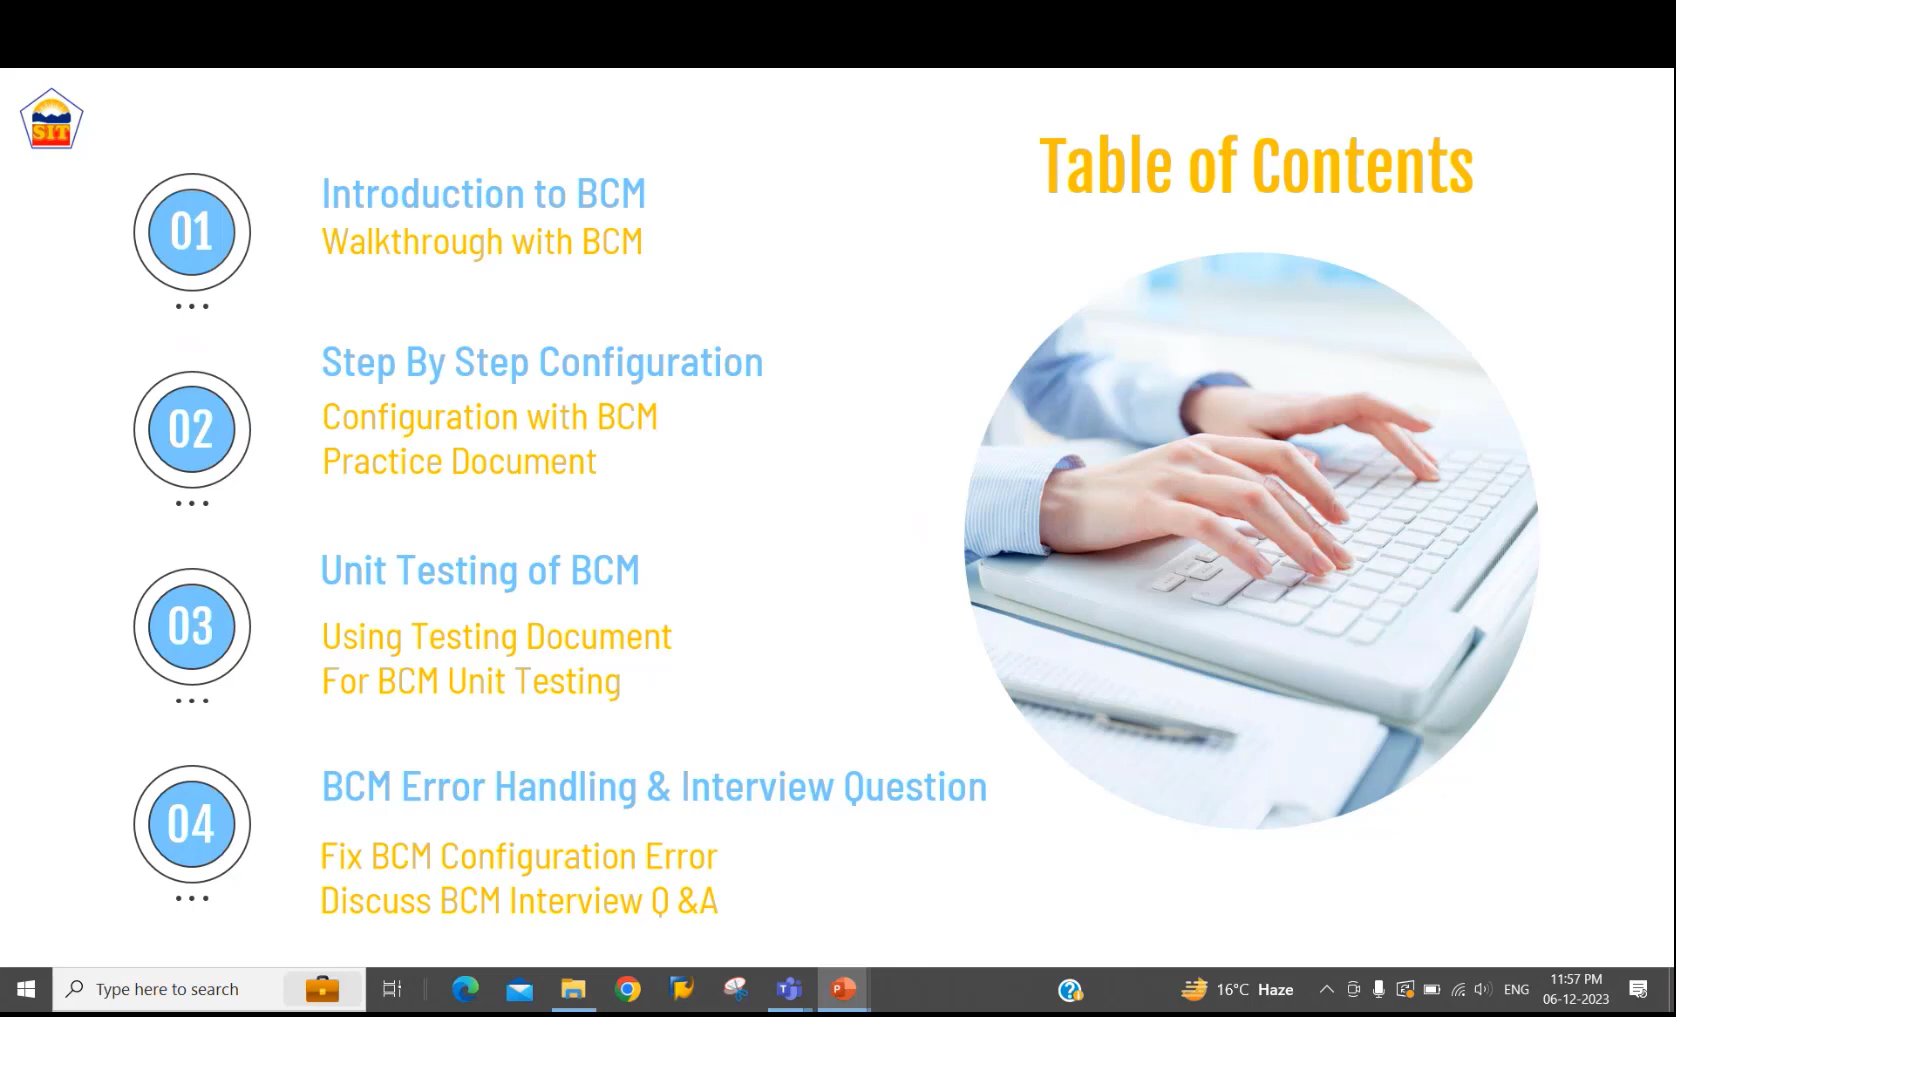 SIT
Table of Contents
01
Introduction to BCM
Walkthrough with BCM
02
Step By Step Configuration
Configuration with BCM
Practice Document
03
Unit Testing of BCM
Using Testing Document
For BCM Unit Testing
04
BCM Error Handling & Interview Question
Fix BCM Configuration Error
Discuss BCM Interview Q &A
Type here to search
16°C Haze
ENG
11:57 PM
06-12-2023